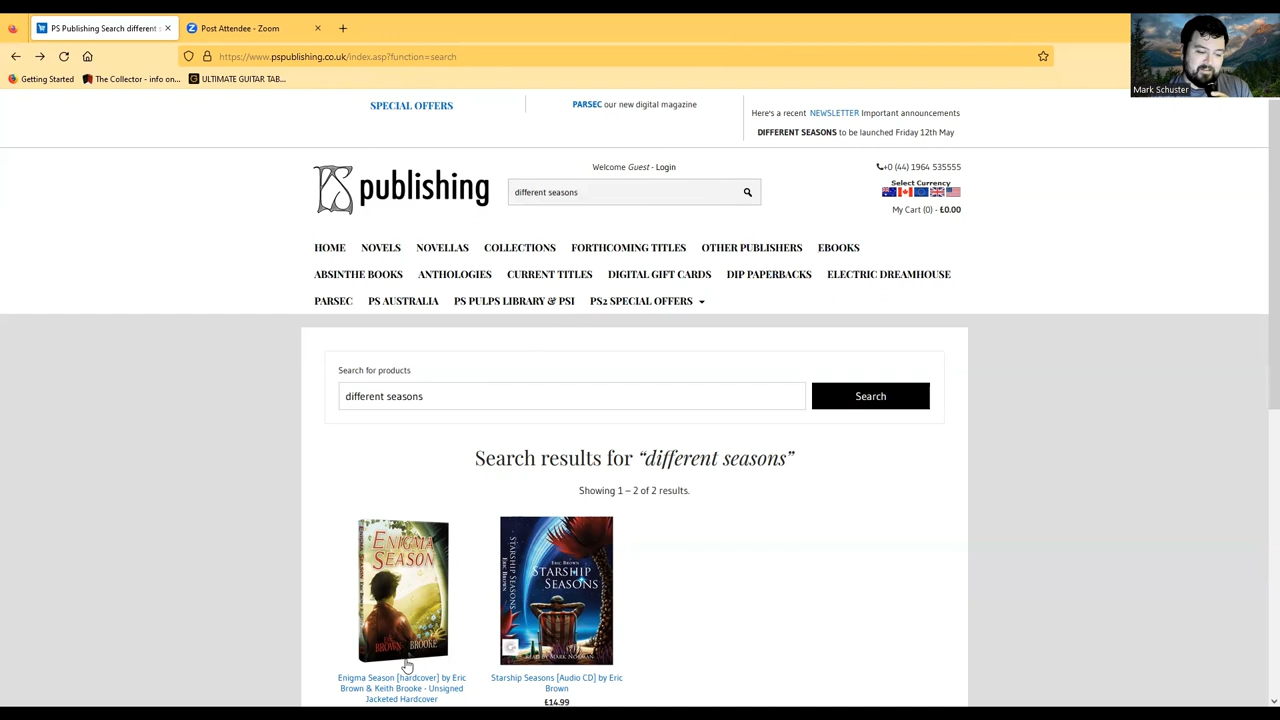 PS Publishing Search different s
Post Attendee - Zoom
https://www.pspublishing.co.uk/index.asp?function=search
Getting Started
The Collector - info on...
ULTIMATE GUITAR TAB...
Mark Schuster
SPECIAL OFFERS
PARSEC our new digital magazine
Here's a recent NEWSLETTER Important announcements
DIFFERENT SEASONS to be launched Friday 12th May
PS publishing
Welcome Guest - Login
different seasons
+0 (44) 1964 535555
Select Currency
My Cart (0) - £0.00
HOME NOVELS NOVELLAS COLLECTIONS FORTHCOMING TITLES OTHER PUBLISHERS EBOOKS
ABSINTHE BOOKS ANTHOLOGIES CURRENT TITLES DIGITAL GIFT CARDS DIP PAPERBACKS ELECTRIC DREAMHOUSE
PARSEC PS AUSTRALIA PS PULPS LIBRARY & PSI PS2 SPECIAL OFFERS
Search for products
different seasons
Search
Search results for “different seasons”
Showing 1 – 2 of 2 results.
ENIGMA
SEASON
BROWN BROOKE
STARSHIP SEASONS
ERIC BROWN
ERIC BROWN
STARSHIP
SEASONS
READ BY MARK NORMAN
Enigma Season [hardcover] by Eric
Brown & Keith Brooke - Unsigned
Jacketed Hardcover
Starship Seasons [Audio CD] by Eric
Brown
£14.99